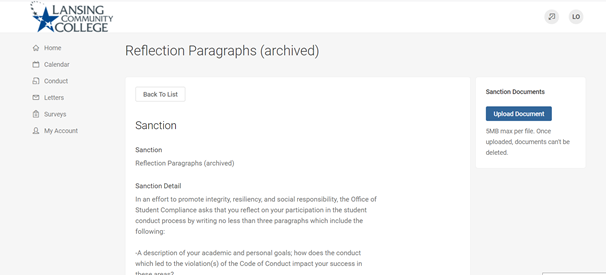 LANSING
COMMUNITY
COLLEGE
LO
Home
Calendar
Conduct
Letters
Surveys
My Account
Reflection Paragraphs (archived)
Back To List
Sanction
Sanction
Reflection Paragraphs (archived)
Sanction Detail
In an effort to promote integrity, resiliency, and social responsibility, the Office of
Student Compliance asks that you reflect on your participation in the student
conduct process by writing no less than three paragraphs which include the
following:
-A description of your academic and personal goals; how does the conduct
which led to the violation(s) of the Code of Conduct impact your success in
these areas?
Sanction Documents
Upload Document
5MB max per file. Once
uploaded, documents can't be
deleted.